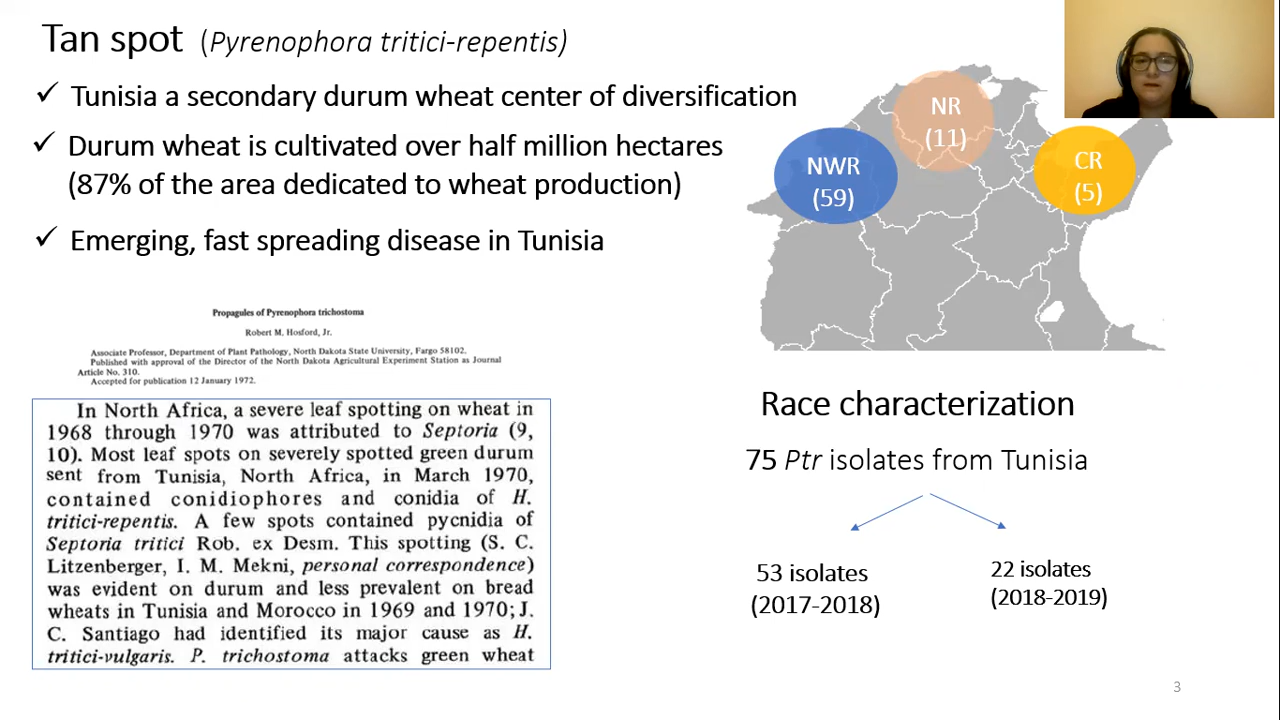 Tan spot (Pyrenophora tritici-repentis)
✓ Tunisia a secondary durum wheat center of diversification
✓ Durum wheat is cultivated over half million hectares
(87% of the area dedicated to wheat production)
✓ Emerging, fast spreading disease in Tunisia
Propagules of Pyrenophora trichostoma
Robert M. Hosford, Jr.
Associate Professor, Department of Plant Pathology, North Dakota State University, Fargo 58102.
Published with approval of the Director of the North Dakota Agricultural Experiment Station as Journal
Article No. 310.
Accepted for publication 12 January 1972.
In North Africa, a severe leaf spotting on wheat in
1968 through 1970 was attributed to Septoria (9,
10). Most leaf spots on severely spotted green durum
sent from Tunisia, North Africa, in March 1970,
contained conidiophores and conidia of H.
tritici-repentis. A few spots contained pycnidia of
Septoria tritici Rob. ex Desm. This spotting (S. C.
Litzenberger, I. M. Mekni, personal correspondence)
was evident on durum and less prevalent on bread
wheats in Tunisia and Morocco in 1969 and 1970; J.
C. Santiago had identified its major cause as H.
tritici-vulgaris. P. trichostoma attacks green wheat
NWR
(59)
NR
(11)
CR
(5)
Race characterization
75 Ptr isolates from Tunisia
53 isolates
(2017-2018)
22 isolates
(2018-2019)
3